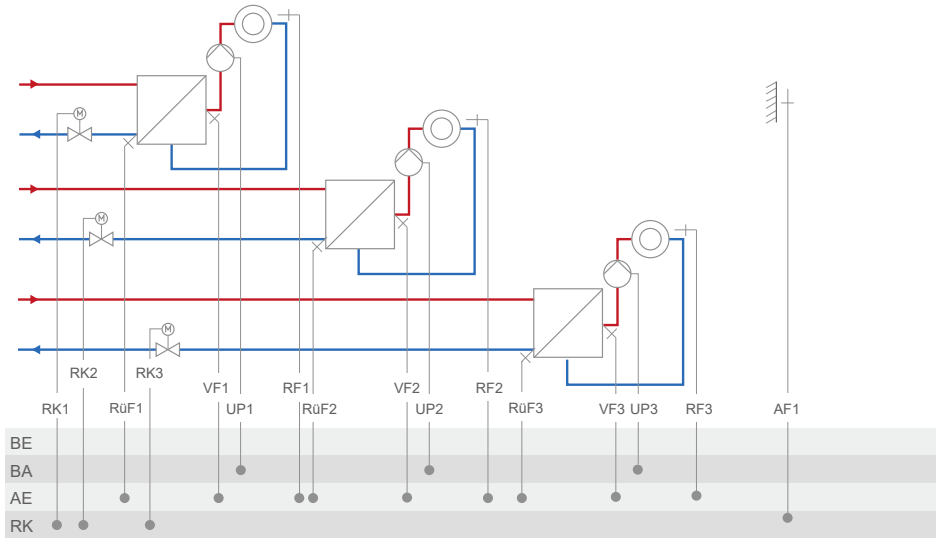 M
M
M
RK2
RK3
VF1
RF1
VF2
RF2
RK1
RüF1
UP1
RüF2
UP2
RüF3
VF3
UP3
RF3
AF1
BE
BA
AE
RK